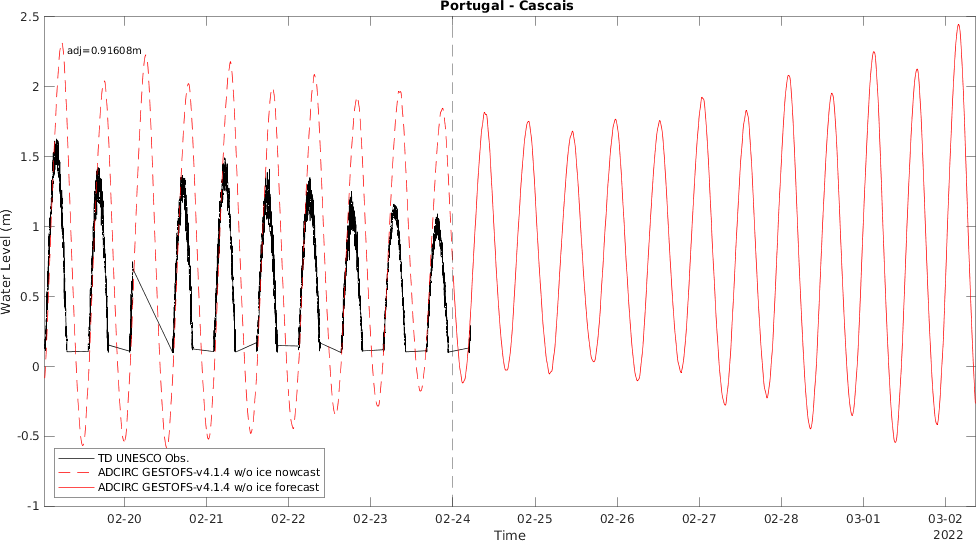 Portugal - Cascais
adj=0.91608m
Water Level (m)
2.5
2
1.5
1
0.5
0
-0.5
-1
TD UNESCO Obs.
ADCIRC GESTOFS-v4.1.4 w/o ice nowcast
ADCIRC GESTOFS-v4.1.4 w/o ice forecast
02-20 02-21 02-22 02-23 02-24 02-25 02-26 02-27 02-28 03-01 03-02
2022
Time